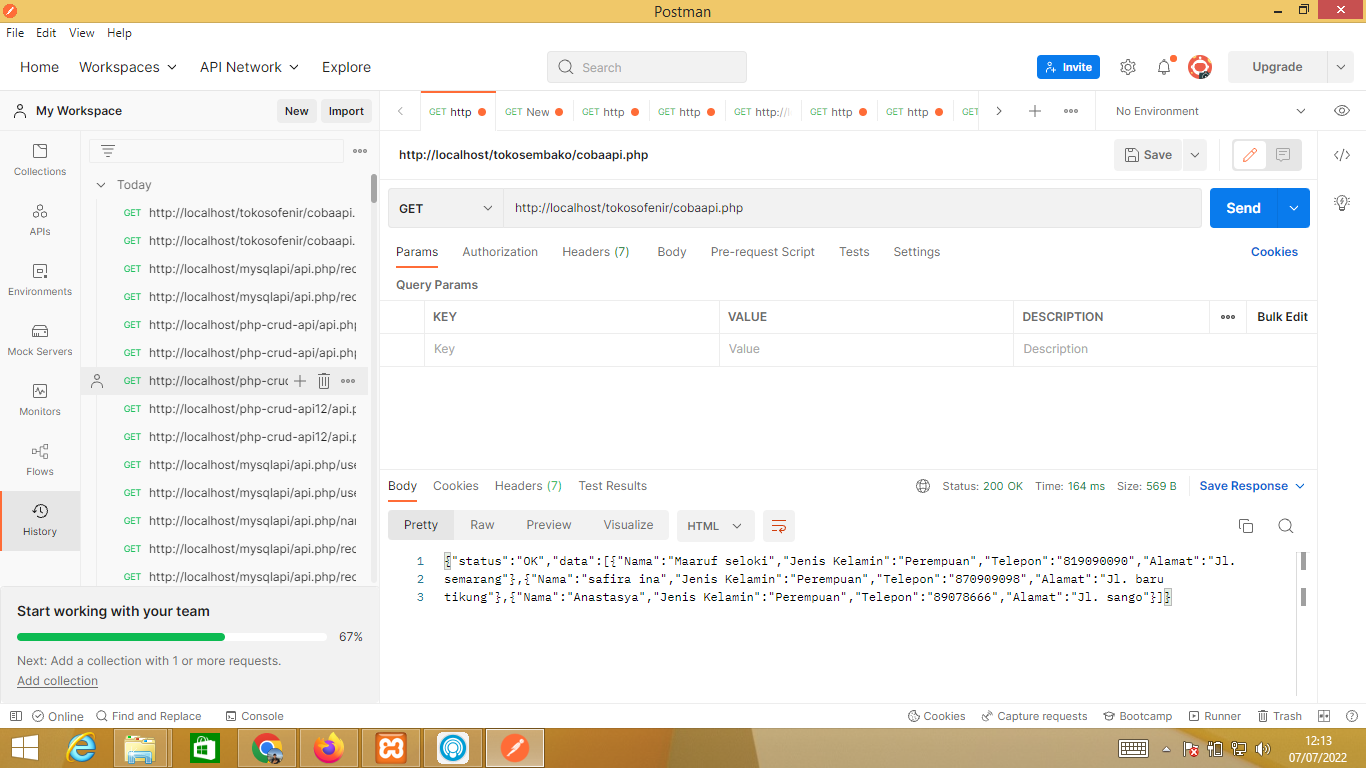 Postman
File Edit View Help
Home Workspaces API Network Explore Search Invite Upgrade
My Workspace New Import
GET http GET New GET http GET http GET http:// GET http GET http GET No Environment
Collections
APIs
Environments
Mock Servers
Monitors
Flows
History
Today
GET http://localhost/tokosofenir/cobaapi.
GET http://localhost/tokosofenir/cobaapi.
GET http://localhost/mysqlapi/api.php/rec
GET http://localhost/mysqlapi/api.php/rec
GET http://localhost/php-crud-api/api.php
GET http://localhost/php-crud-api/api.php
GET http://localhost/php-cruc
GET http://localhost/php-crud-api12/api.p
GET http://localhost/php-crud-api12/api.p
GET http://localhost/mysqlapi/api.php/use
GET http://localhost/mysqlapi/api.php/use
GET http://localhost/mysqlapi/api.php/nar
GET http://localhost/mysqlapi/api.php/rec
GET http://localhost/mysqlapi/api.php/rec
Start working with your team
67%
Next: Add a collection with 1 or more requests.
Add collection
http://localhost/tokosembako/cobaapi.php Save
GET http://localhost/tokosofenir/cobaapi.php Send
Params Authorization Headers (7) Body Pre-request Script Tests Settings Cookies
Query Params
KEY VALUE DESCRIPTION Bulk Edit
Key Value Description
Body Cookies Headers (7) Test Results Status: 200 OK Time: 164 ms Size: 569 B Save Response
Pretty Raw Preview Visualize HTML
1 {"status":"OK","data":[{"Nama":"Maaruf seloki","Jenis Kelamin":"Perempuan","Telepon":"819090090","Alamat":"Jl.
2 semarang"},{"Nama":"safira ina","Jenis Kelamin":"Perempuan","Telepon":"870909098","Alamat":"Jl. baru
3 tikung"},{"Nama":"Anastasya","Jenis Kelamin":"Perempuan","Telepon":"89078666","Alamat":"Jl. sango"}]}
Online Find and Replace Console Cookies Capture requests Bootcamp Runner Trash
12:13
07/07/2022